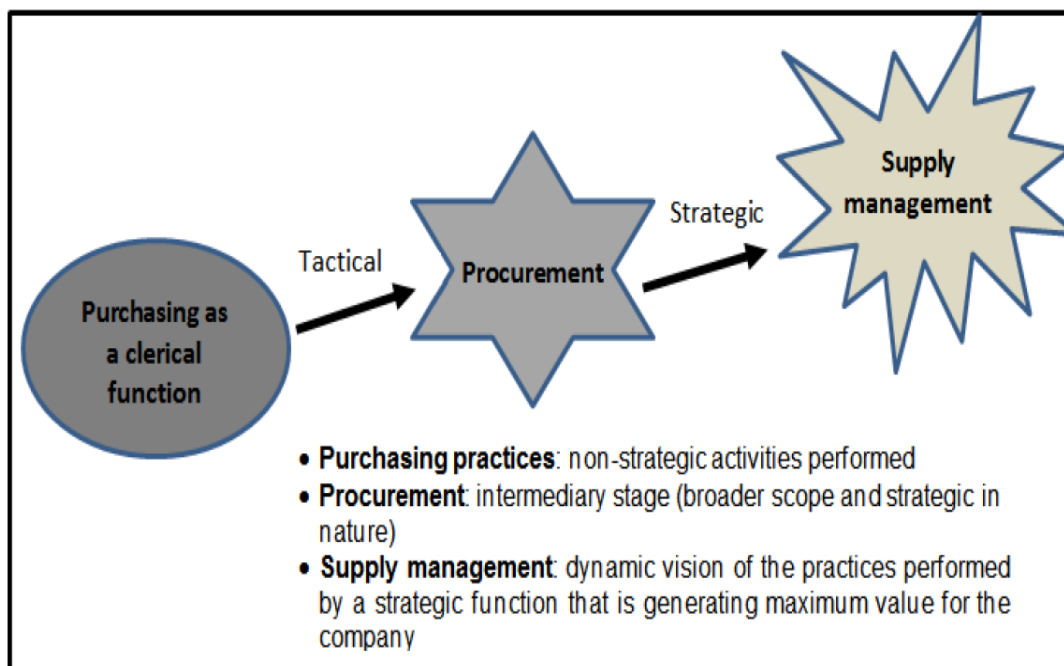 Supply
management
Strategic
Tactical
Procurement
Purchasing as
a clerical
function
• Purchasing practices: non-strategic activities performed
• Procurement: intermediary stage (broader scope and strategic in
nature)
• Supply management: dynamic vision of the practices performed
by a strategic function that is generating maximum value for the
company